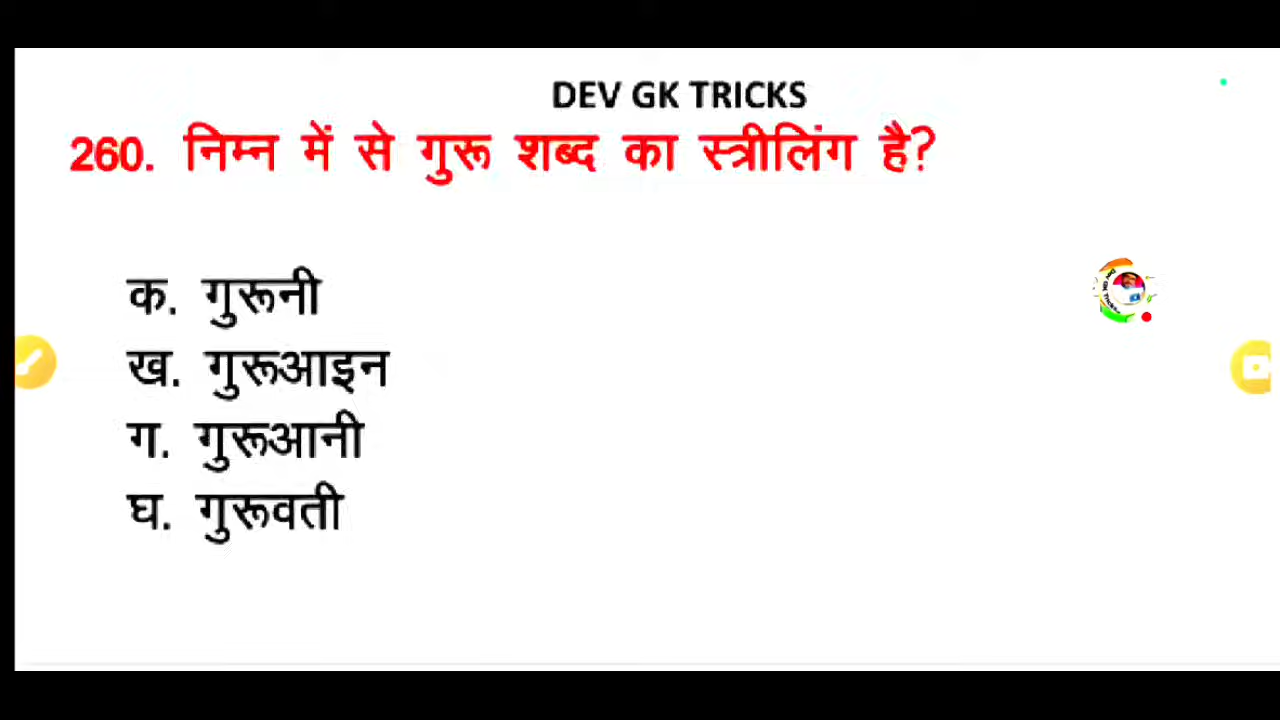 DEV GK TRICKS
260. निम्न में से गुरू शब्द का स्त्रीलिंग है?
क. गुरूनी
ख. गुरूआइन
ग. गुरूआनी
घ. गुरूवती